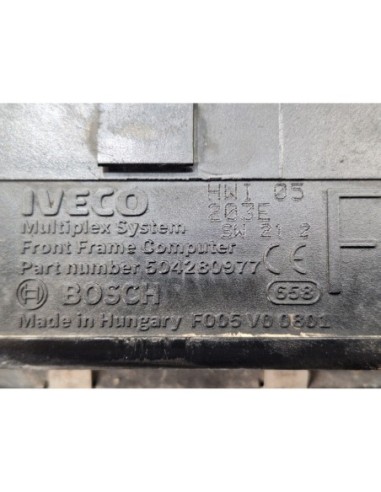 IVECO HWI 05
Multiplex System 203E
Front Frame Computer SW 21 2
Part number 504280977 CE
BOSCH 658
Made in Hungary F005 V0 0801
F